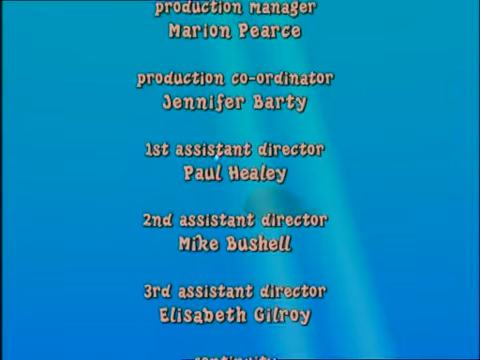 production manager
Marion Pearce
production co-ordinator
Jennifer Barty
1st assistant director
Paul Healey
2nd assistant director
Mike Bushell
3rd assistant director
Elisabeth Gilroy
continuity